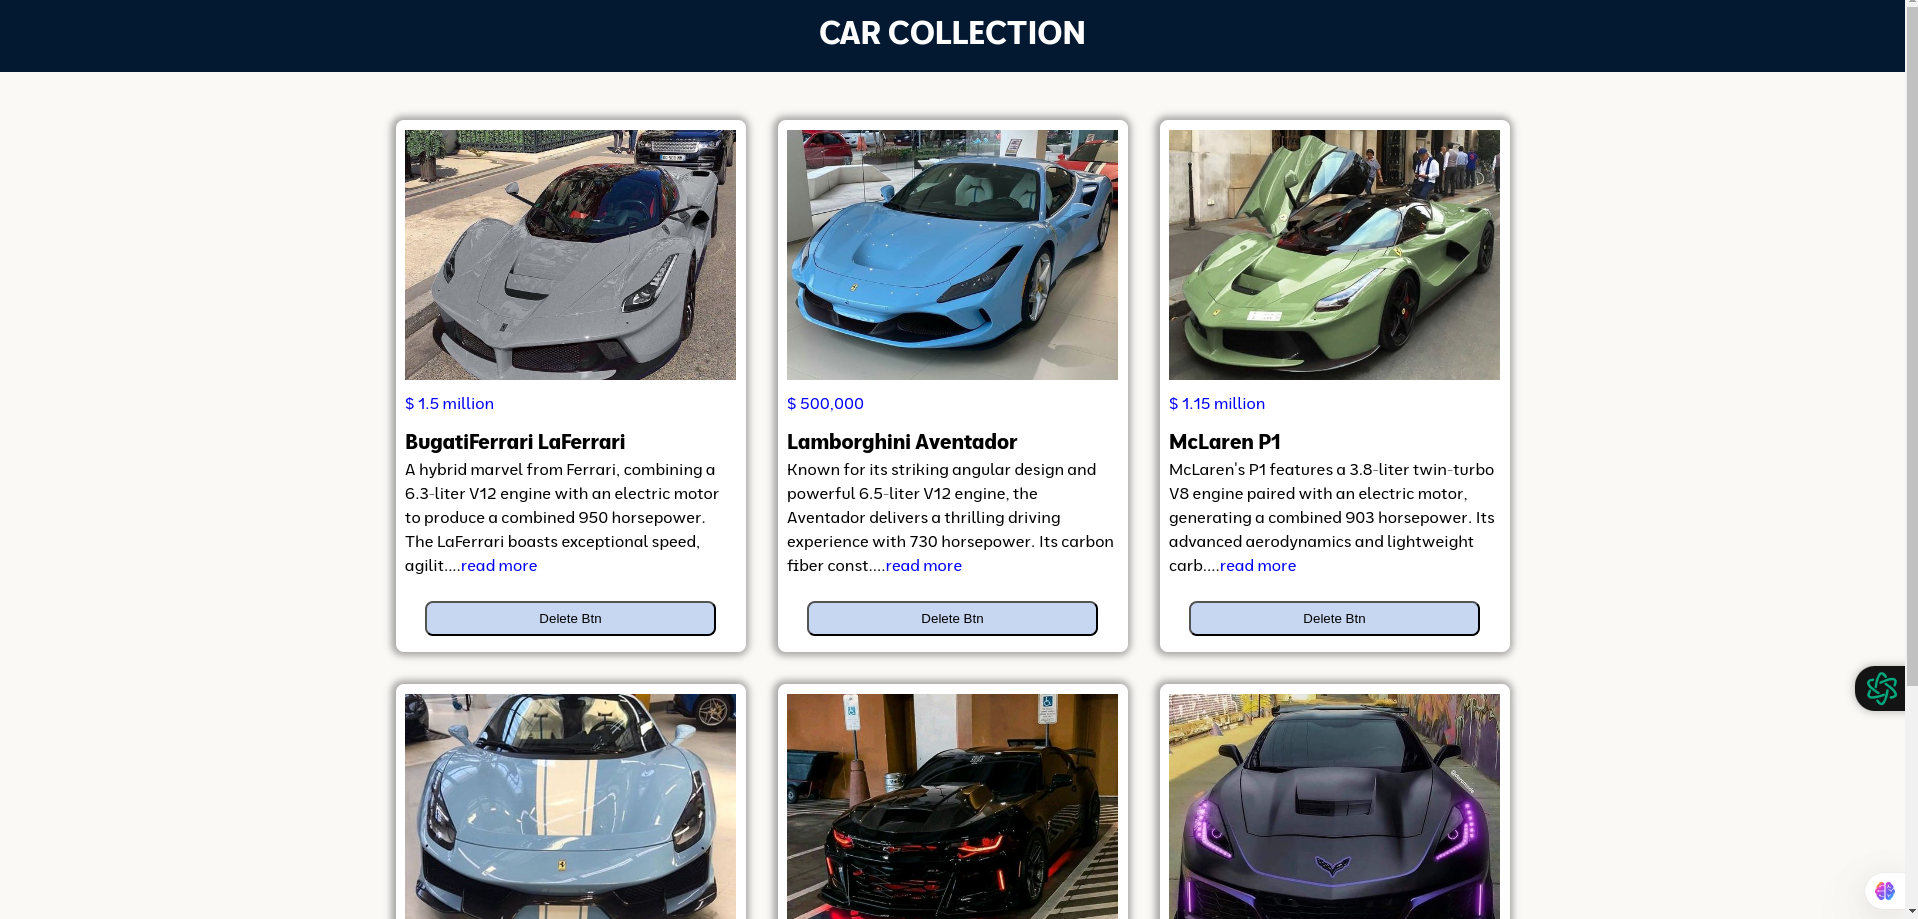 CAR COLLECTION
$ 1.5 million
BugatiFerrari LaFerrari
A hybrid marvel from Ferrari, combining a
6.3-liter V12 engine with an electric motor
to produce a combined 950 horsepower.
The LaFerrari boasts exceptional speed,
agilit....read more
Delete Btn
$ 500,000
Lamborghini Aventador
Known for its striking angular design and
powerful 6.5-liter V12 engine, the
Aventador delivers a thrilling driving
experience with 730 horsepower. Its carbon
fiber const....read more
Delete Btn
$ 1.15 million
McLaren P1
McLaren's P1 features a 3.8-liter twin-turbo
V8 engine paired with an electric motor,
generating a combined 903 horsepower. Its
advanced aerodynamics and lightweight
carb....read more
Delete Btn